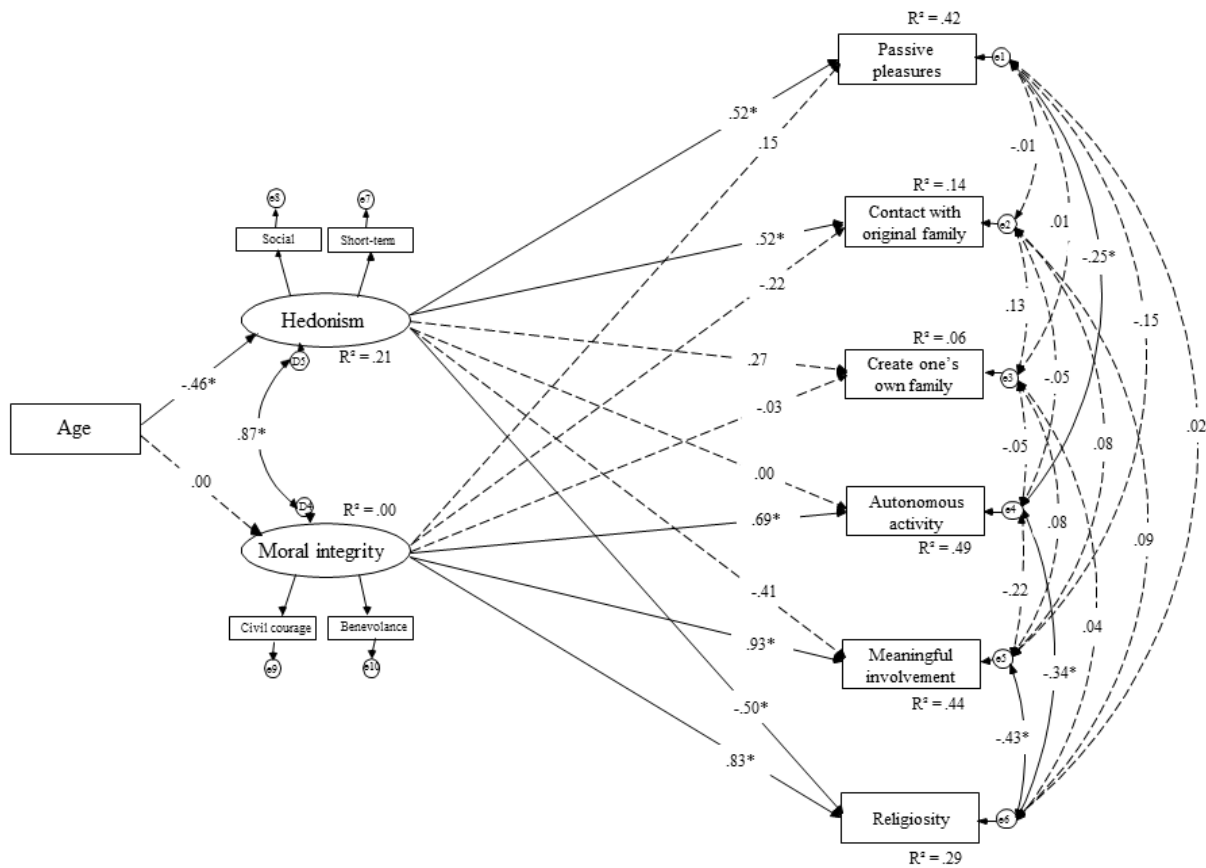 R² = .42
Passive
pleasures
e1
.52*
.15
-.01
R² = .14
e8
e7
Contact with
original family
e2
.01
Social
Short-term
.52*
-.22
-.25*
.13
-.15
Hedonism
R² = .21
D5
R² = .06
.27
Create one's
own family
e3
-.05
-.46*
-.03
.02
Age
.87*
-.05
.08
.00
.00
D4
R² = .00
Autonomous
activity
e4
.69*
.08
.09
Moral integrity
R² = .49
-.41
-.22
.04
Civil courage
Benevolance
.93*
Meaningful
involvement
e5
-.34*
e9
e10
R² = .44
-.50*
-.43*
.83*
Religiosity
e6
R² = .29